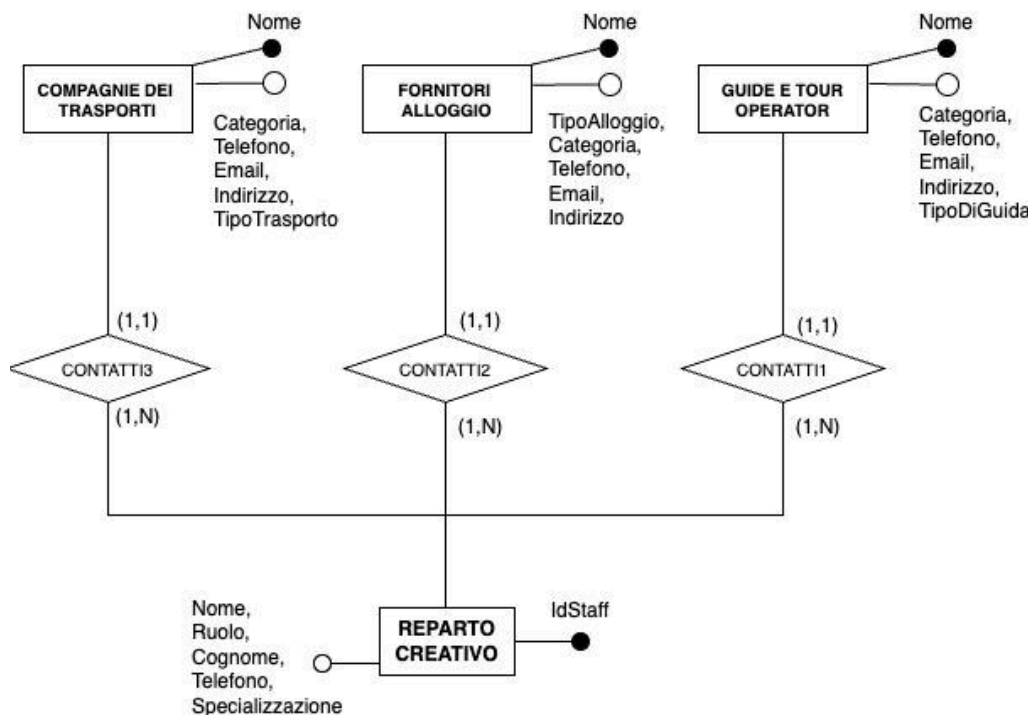 Nome
COMPAGNIE DEI
TRASPORTI
Categoria,
Telefono,
Email,
Indirizzo,
TipoTrasporto
Nome
FORNITORI
ALLOGGIO
TipoAlloggio,
Categoria,
Telefono,
Email,
Indirizzo
Nome
GUIDE E TOUR
OPERATOR
Categoria,
Telefono,
Email,
Indirizzo,
TipoDiGuida
(1,1)
CONTATTI3
(1,N)
(1,1)
CONTATTI2
(1,N)
(1,1)
CONTATTI1
(1,N)
Nome,
Ruolo,
Cognome,
Telefono,
Specializzazione
REPARTO
CREATIVO
IdStaff